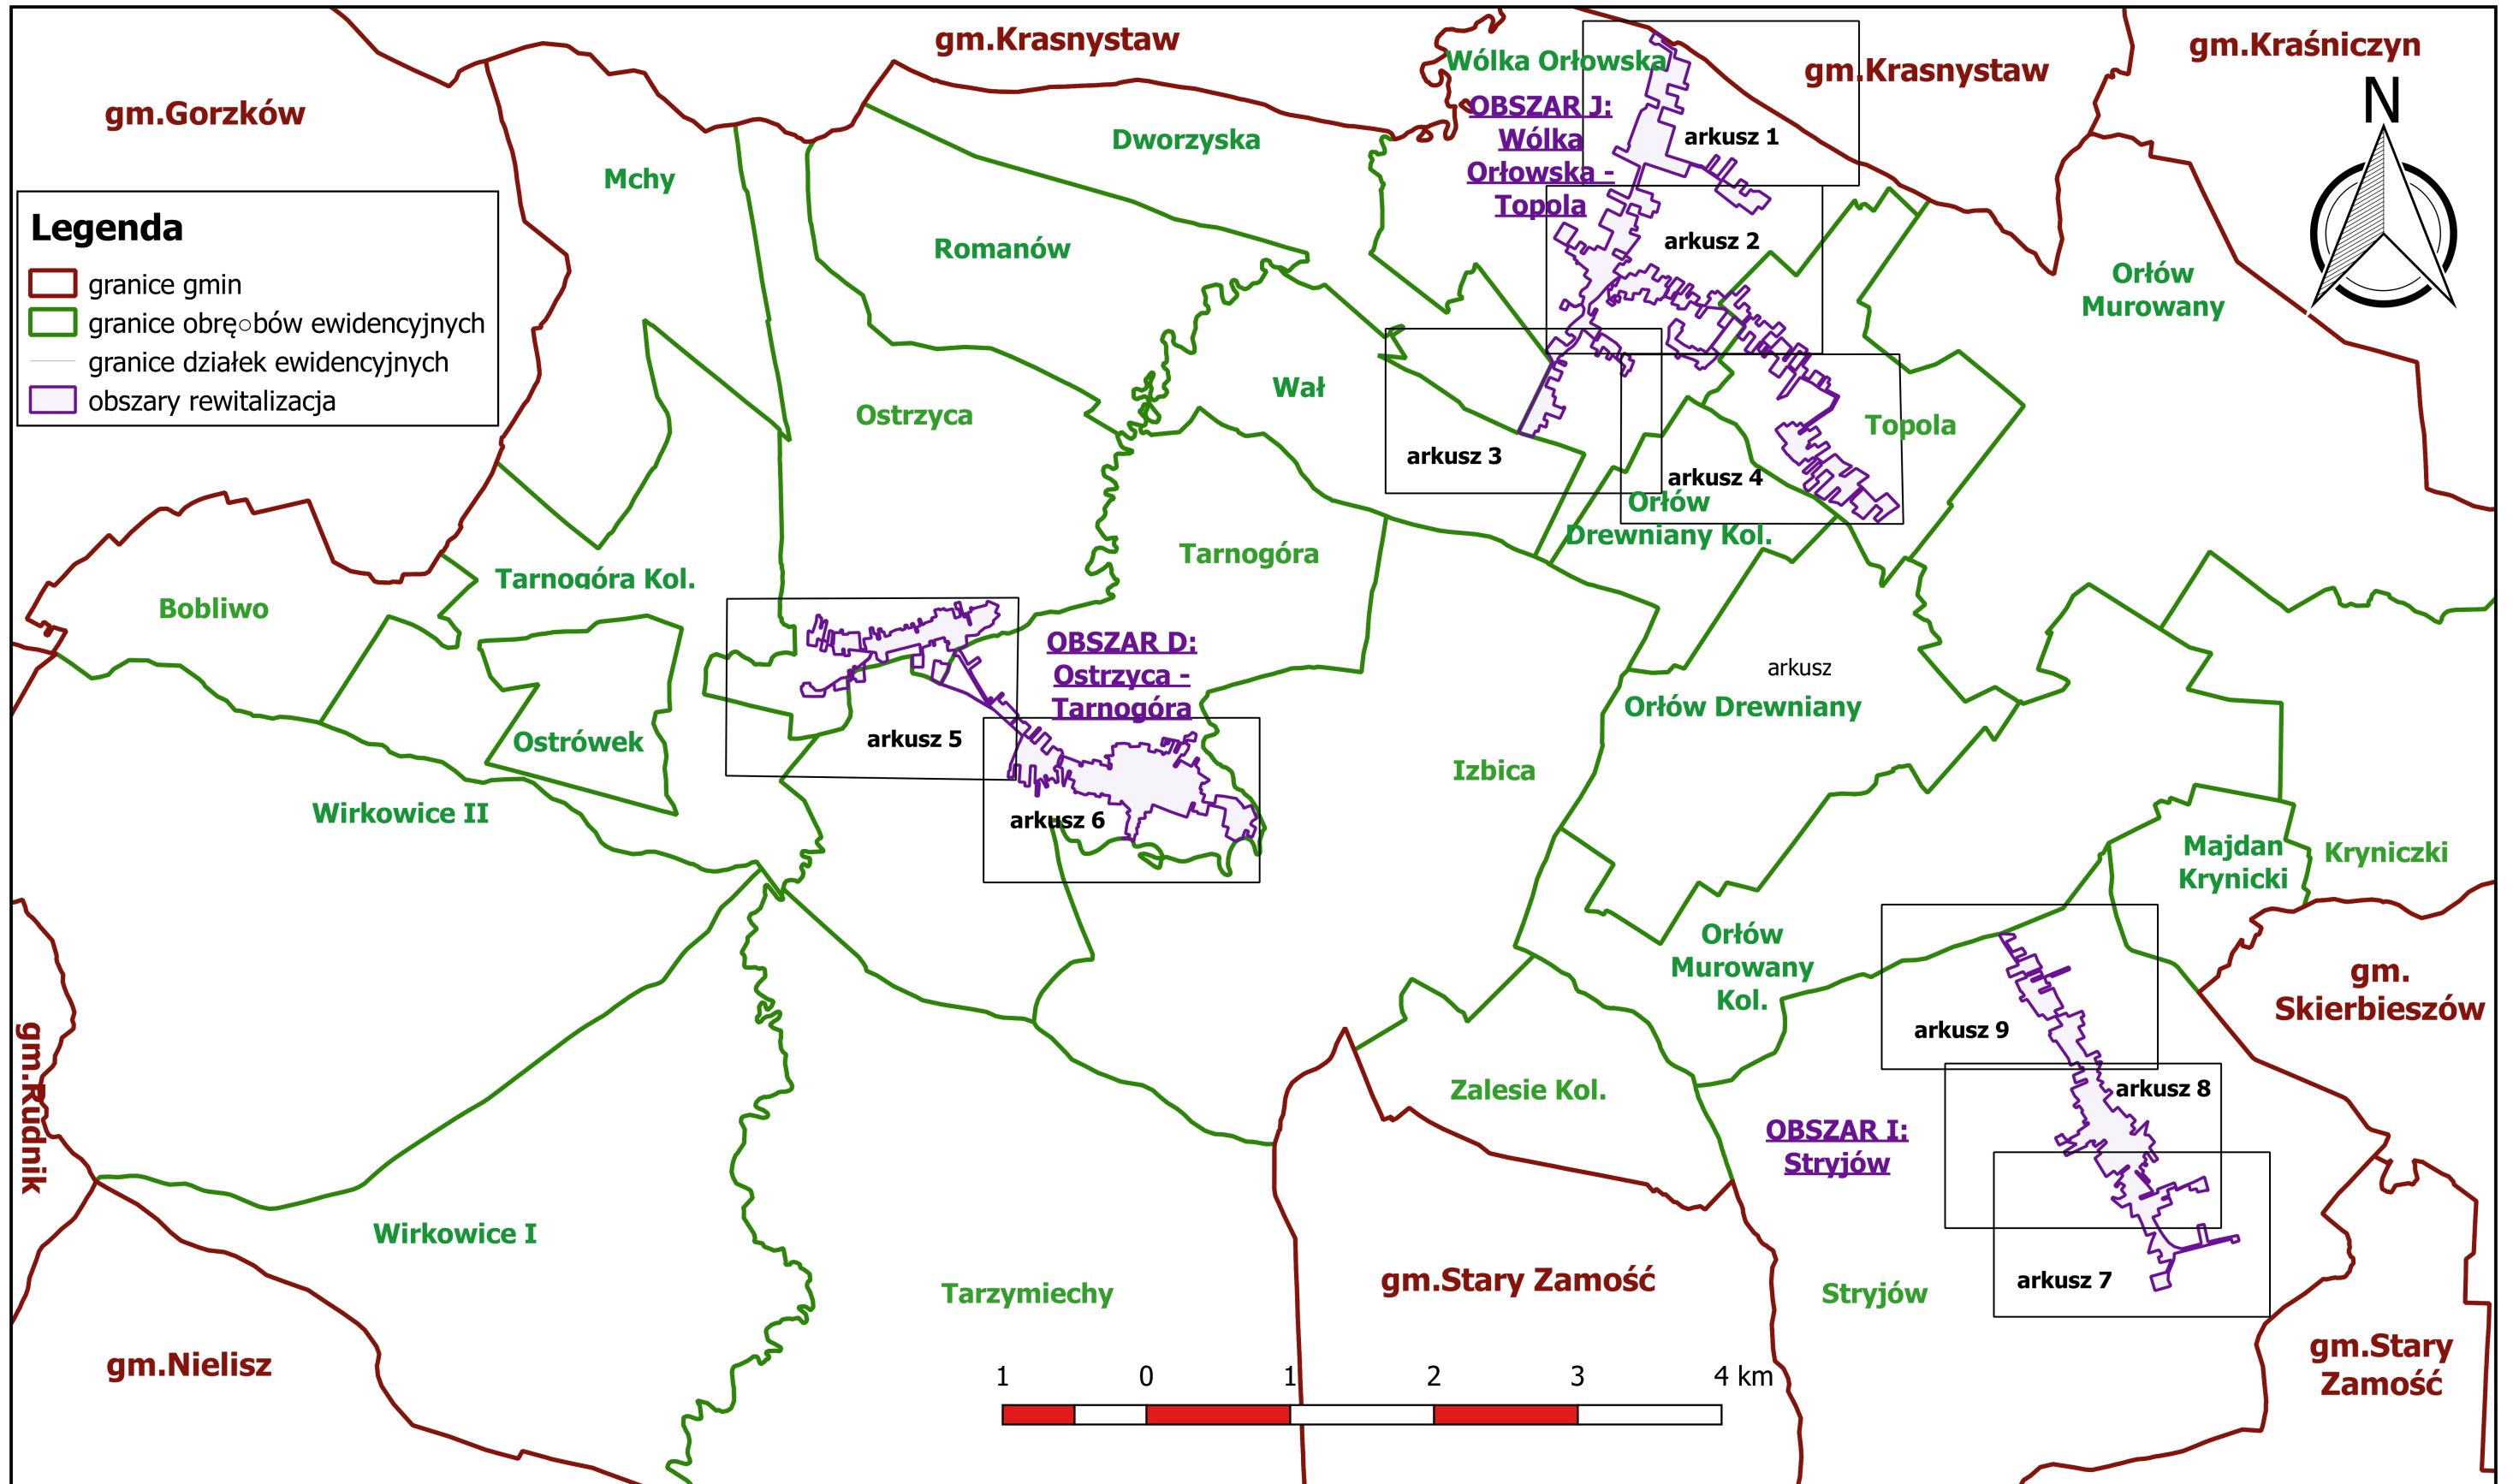 gm.Krasnystaw
gm.Kraśniczyn
Wólka Orłowska
gm.Krasnystaw
N
gm.Gorzków
OBSZAR J:
Wólka
Orłowska -
Topola
arkusz 1
Dworzyska
Mchy
Legenda
granice gmin
granice obrę○bów ewidencyjnych
granice działek ewidencyjnych
obszary rewitalizacja
Romanów
arkusz 2
Orłów
Murowany
Wał
Ostrzyca
Topola
arkusz 3
arkusz 4
Orłów
Drewniany Kol.
Tarnogóra
Tarnogóra Kol.
Bobliwo
OBSZAR D:
Ostrzyca -
Tarnogóra
arkusz
Orłów Drewniany
Ostrówek
arkusz 5
Izbica
Wirkowice II
arkusz 6
Majdan
Krynicki
Kryniczki
Orłów
Murowany
Kol.
gm.
Skierbieszów
arkusz 9
gm.Rudnik
Zalesie Kol.
arkusz 8
OBSZAR I:
Stryjów
Wirkowice I
gm.Stary Zamość
arkusz 7
Tarzymiechy
Stryjów
gm.Nielisz
gm.Stary
Zamość
1 0 1 2 3 4 km